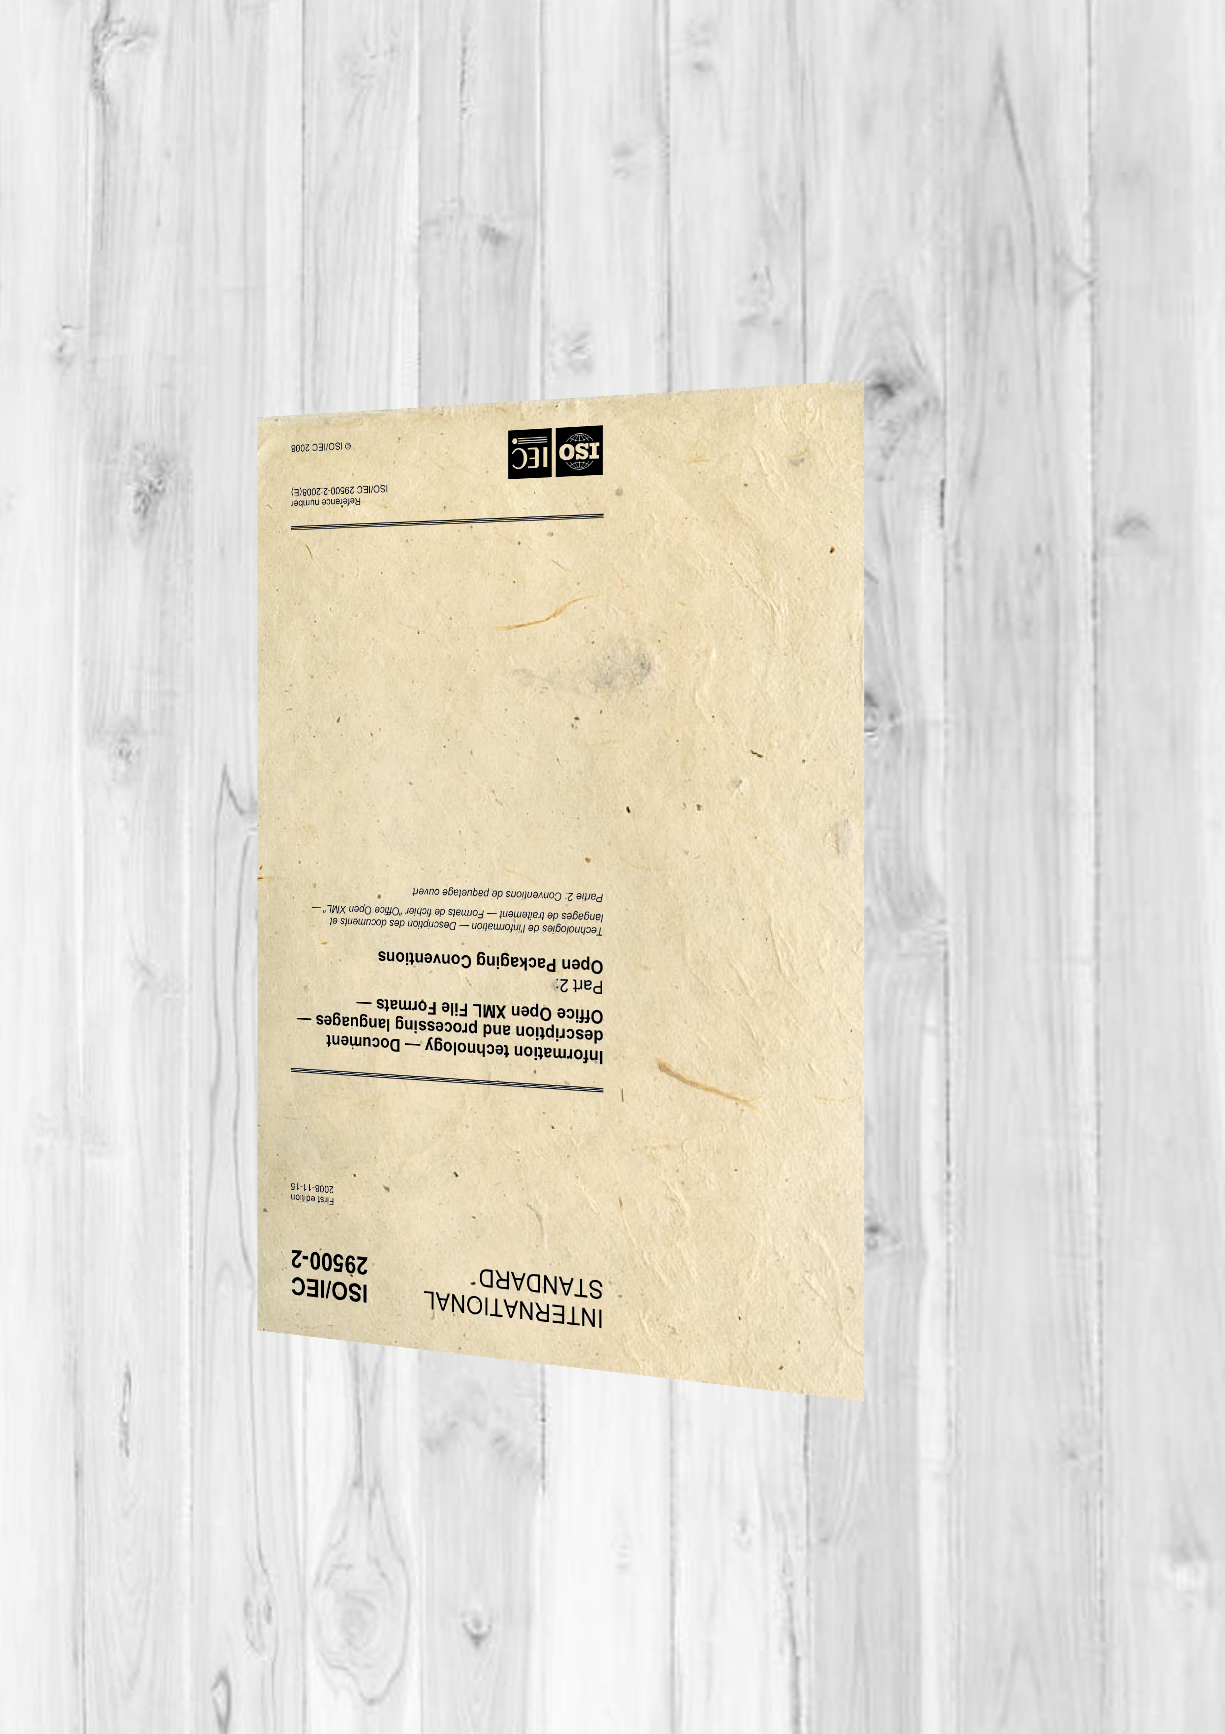 INTERNATIONAL
STANDARD
ISO/IEC
29500-2
First edition
2008-11-15
Information technology — Document
description and processing languages —
Office Open XML File Formats —
Part 2:
Open Packaging Conventions
Technologies de l'information — Description des documents et
langages de traitement — Formats de fichier "Office Open XML" —
Partie 2: Conventions de paquetage ouvert
Reference number
ISO/IEC 29500-2:2008(E)
ISO
IEC
© ISO/IEC 2008